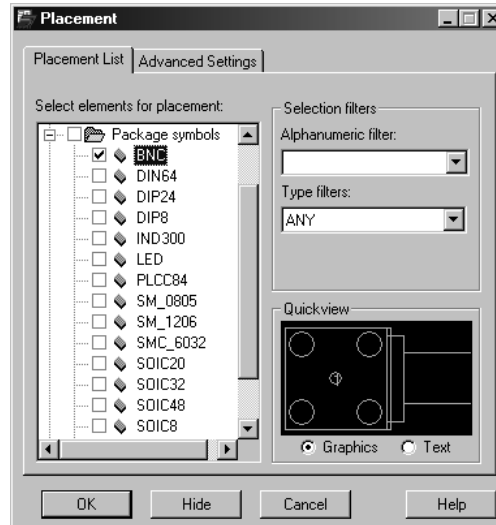 Placement
Placement List
Advanced Settings
Select elements for placement:
Package symbols
BNC
DIN64
DIP24
DIP8
IND300
LED
PLCC84
SM_0805
SM_1206
SMC_6032
SOIC20
SOIC32
SOIC48
SOIC8
Selection filters
Alphanumeric filter:
Type filters:
ANY
Quickview
Graphics
Text
OK
Hide
Cancel
Help